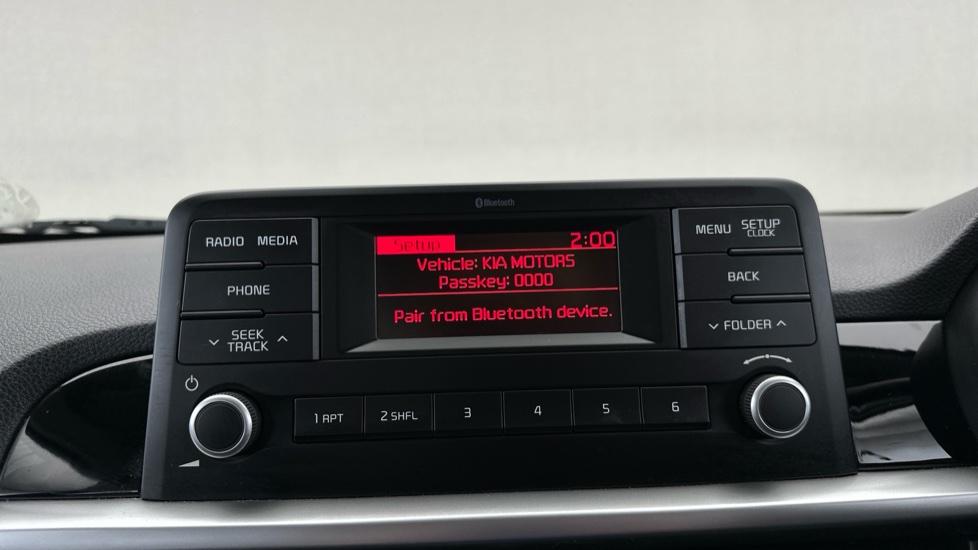 Bluetooth
RADIO MEDIA
PHONE
SEEK
TRACK
Setup 2:00
Vehicle: KIA MOTORS
Passkey: 0000
Pair from Bluetooth device.
MENU SETUP
CLOCK
BACK
FOLDER
1 RPT 2 SHFL 3 4 5 6